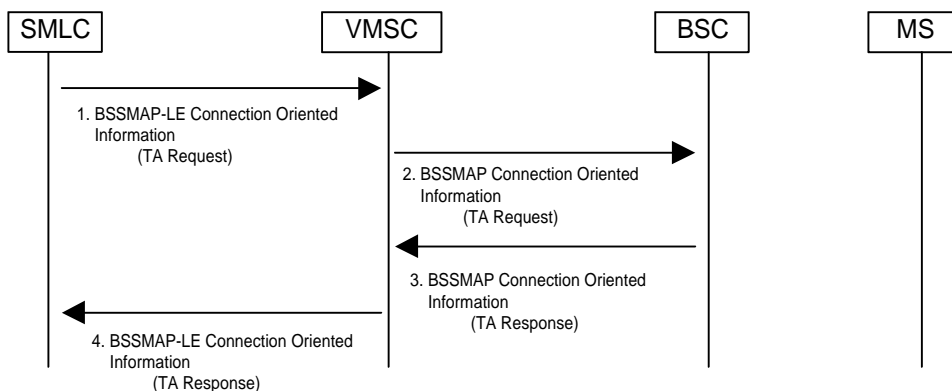 SMLC
VMSC
BSC
MS
1. BSSMAP-LE Connection Oriented
Information
(TA Request)
2. BSSMAP Connection Oriented
Information
(TA Request)
3. BSSMAP Connection Oriented
Information
(TA Response)
4. BSSMAP-LE Connection Oriented
Information
(TA Response)